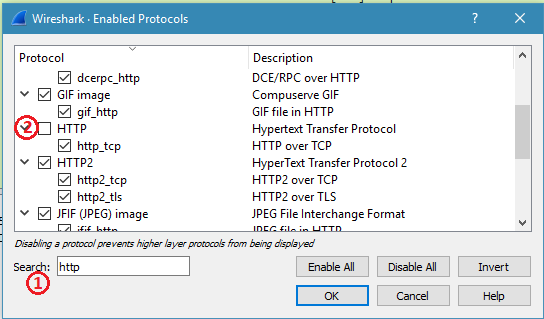 Wireshark · Enabled Protocols
Protocol Description
dcerpc_http DCE/RPC over HTTP
GIF image Compuserve GIF
gif_http GIF file in HTTP
2 HTTP Hypertext Transfer Protocol
http_tcp HTTP over TCP
HTTP2 HyperText Transfer Protocol 2
http2_tcp HTTP2 over TCP
http2_tls HTTP2 over TLS
JFIF (JPEG) image JPEG File Interchange Format
jfif_http JPEG file in HTTP
Disabling a protocol prevents higher layer protocols from being displayed
Search: http Enable All Disable All Invert
1
OK Cancel Help